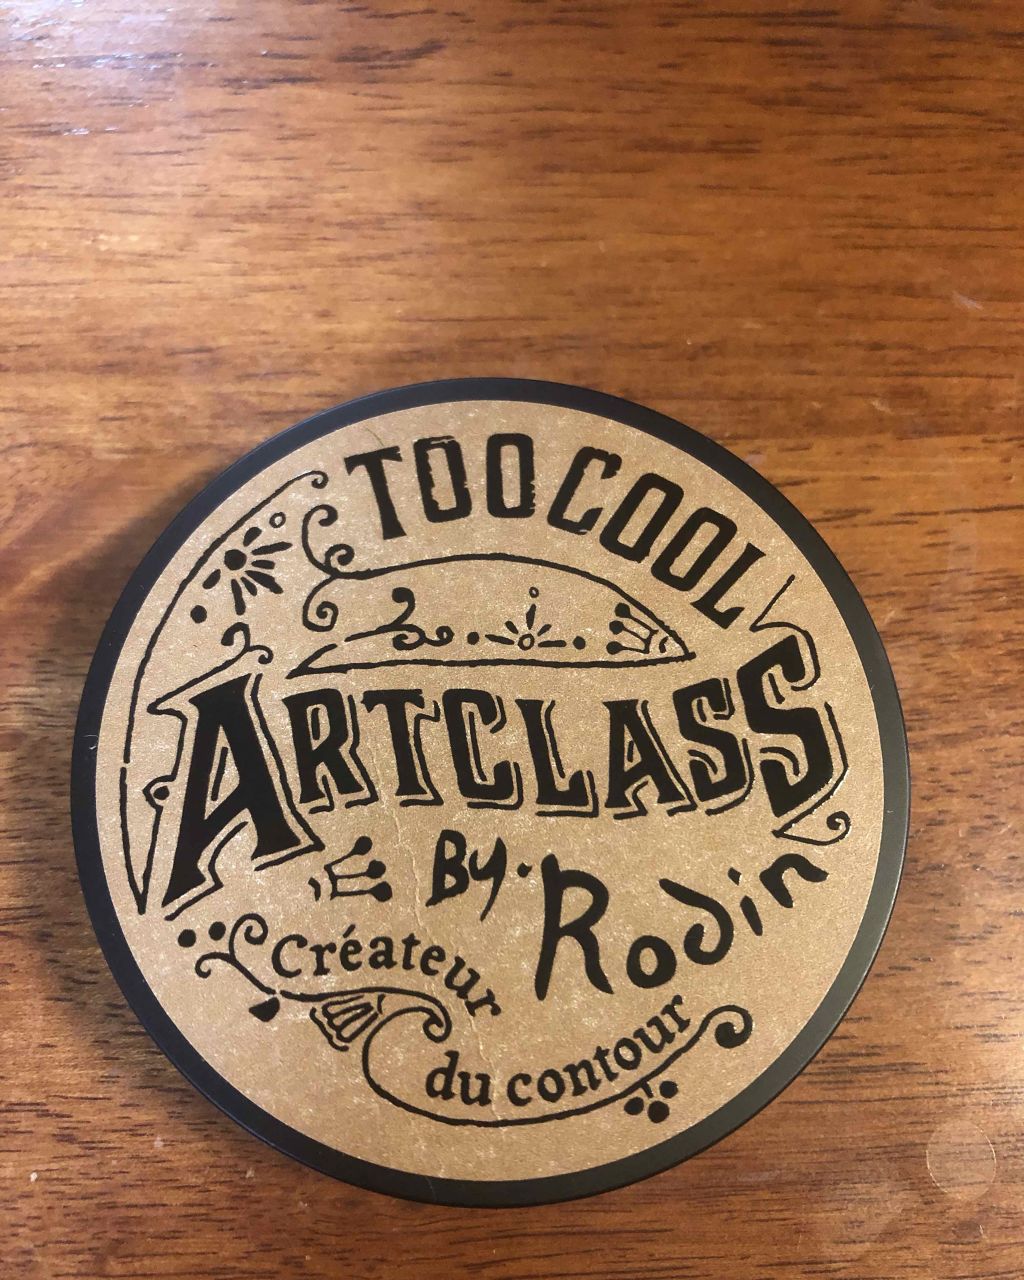 TOO COOL
ARTCLASS
By. Rodin
Créateur
du contour